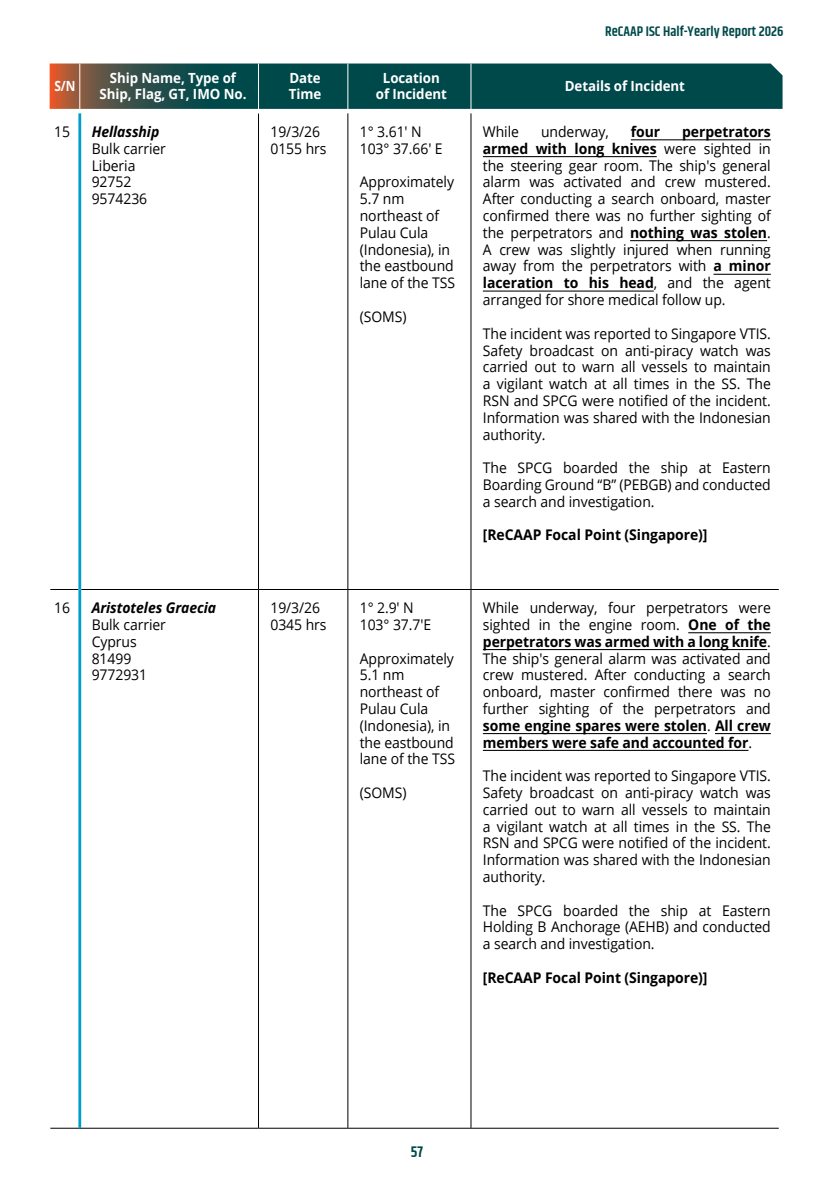 ReCAAP ISC Half-Yearly Report 2026
S/N
Ship Name, Type of
Ship, Flag, GT, IMO No.
Date
Time
Location
of Incident
Details of Incident
15
Hellasship
Bulk carrier
Liberia
92752
9574236
19/3/26
0155 hrs
1° 3.61' N
103° 37.66' E
Approximately
5.7 nm
northeast of
Pulau Cula
(Indonesia), in
the eastbound
lane of the TSS
(SOMS)
While underway, four perpetrators
armed with long knives were sighted in
the steering gear room. The ship's general
alarm was activated and crew mustered.
After conducting a search onboard, master
confirmed there was no further sighting of
the perpetrators and nothing was stolen.
A crew was slightly injured when running
away from the perpetrators with a minor
laceration to his head, and the agent
arranged for shore medical follow up.
The incident was reported to Singapore VTIS.
Safety broadcast on anti-piracy watch was
carried out to warn all vessels to maintain
a vigilant watch at all times in the SS. The
RSN and SPCG were notified of the incident.
Information was shared with the Indonesian
authority.
The SPCG boarded the ship at Eastern
Boarding Ground “B” (PEBGB) and conducted
a search and investigation.
[ReCAAP Focal Point (Singapore)]
16
Aristoteles Graecia
Bulk carrier
Cyprus
81499
9772931
19/3/26
0345 hrs
1° 2.9' N
103° 37.7'E
Approximately
5.1 nm
northeast of
Pulau Cula
(Indonesia), in
the eastbound
lane of the TSS
(SOMS)
While underway, four perpetrators were
sighted in the engine room. One of the
perpetrators was armed with a long knife.
The ship's general alarm was activated and
crew mustered. After conducting a search
onboard, master confirmed there was no
further sighting of the perpetrators and
some engine spares were stolen. All crew
members were safe and accounted for.
The incident was reported to Singapore VTIS.
Safety broadcast on anti-piracy watch was
carried out to warn all vessels to maintain
a vigilant watch at all times in the SS. The
RSN and SPCG were notified of the incident.
Information was shared with the Indonesian
authority.
The SPCG boarded the ship at Eastern
Holding B Anchorage (AEHB) and conducted
a search and investigation.
[ReCAAP Focal Point (Singapore)]
57